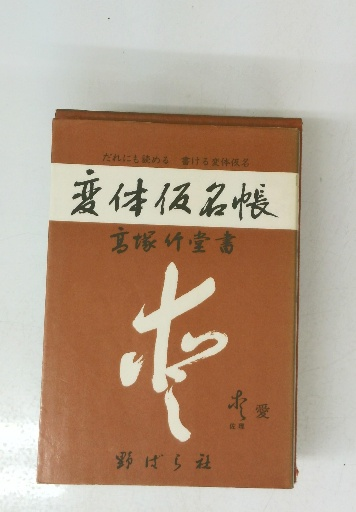 だれにも読める 書ける変体仮名
変体仮名帳
高塚竹堂書
愛
野ばら社